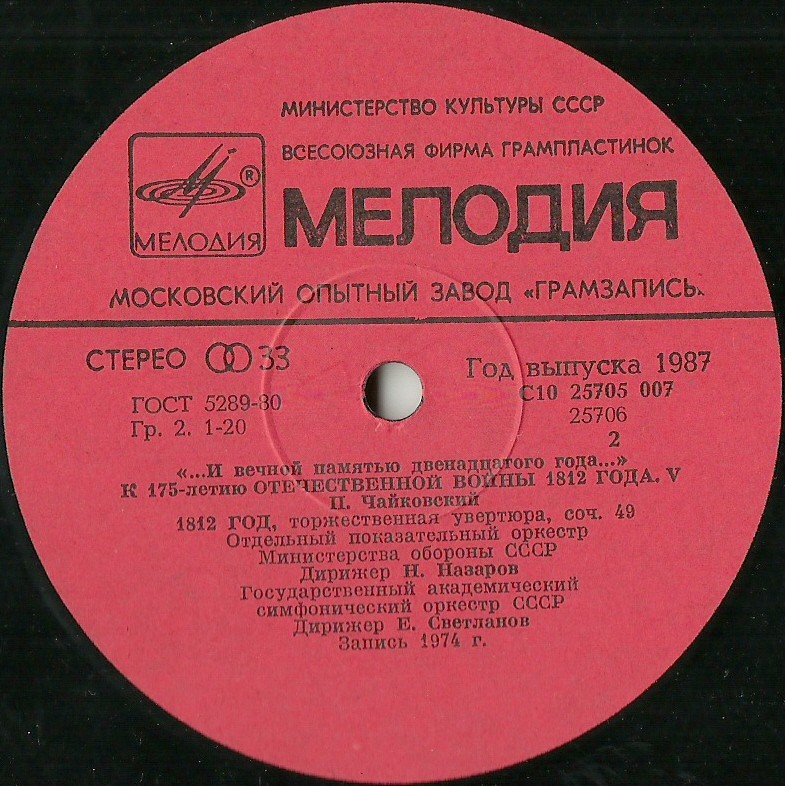 МИНИСТЕРСТВО КУЛЬТУРЫ СССР
ВСЕСОЮЗНАЯ ФИРМА ГРАМПЛАСТИНОК
®
МЕЛОДИЯ
МЕЛОДИЯ
МОСКОВСКИЙ ОПЫТНЫЙ ЗАВОД «ГРАМЗАПИСЬ»
СТЕРЕО 33
Год выпуска 1987
ГОСТ 5289-80
С10 25705 007
Гр. 2. 1-20
25706
2
«...И вечной памятью двенадцатого года...»
К 175-летию ОТЕЧЕСТВЕННОЙ ВОЙНЫ 1812 ГОДА. V
П. Чайковский
1812 ГОД, торжественная увертюра, соч. 49
Отдельный показательный оркестр
Министерства обороны СССР
Дирижер Н. Назаров
Государственный академический
симфонический оркестр СССР
Дирижер Е. Светланов
Запись 1974 г.